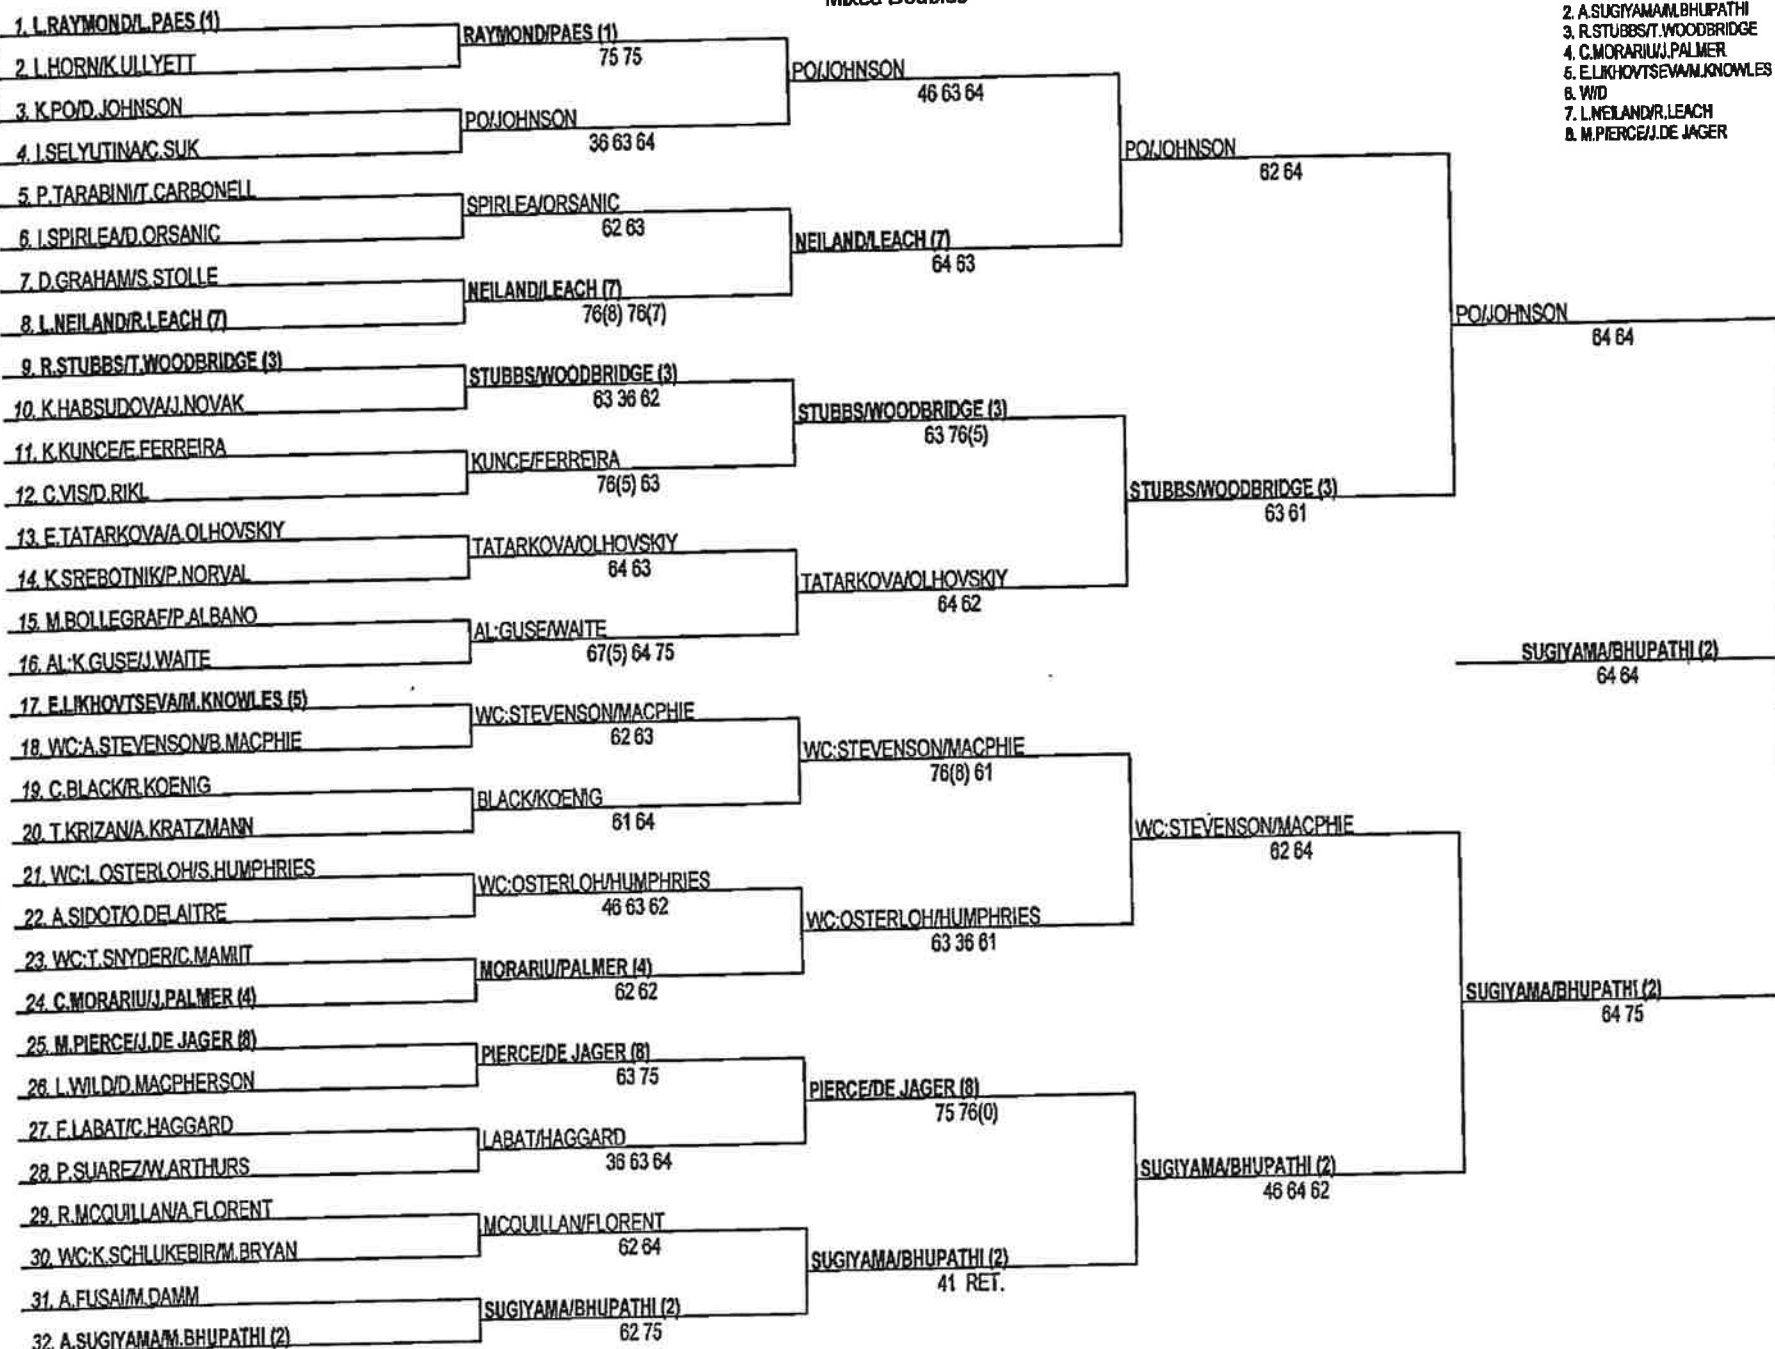 Mixed Doubles
2. A.SUGIYAMA/M.BHUPATHI
3. R.STUBBS/T.WOODBRIDGE
4. C.MORARIU/J.PALMER
5. E.LIKHOVTSEVA/M.KNOWLES
6. W/D
7. L.NEILAND/R.LEACH
8. M.PIERCE/J.DE JAGER
1. L.RAYMOND/L.PAES (1)
2. L.HORN/K.ULLYETT
3. K.PO/D.JOHNSON
4. I.SELYUTINA/C.SUK
5. P.TARABINI/T.CARBONELL
6. I.SPIRLEA/D.ORSANIC
7. D.GRAHAM/S.STOLLE
8. L.NEILAND/R.LEACH (7)
9. R.STUBBS/T.WOODBRIDGE (3)
10. K.HABSUDOVA/J.NOVAK
11. K.KUNCE/E.FERREIRA
12. C.VIS/D.RIKL
13. E.TATARKOVA/A.OLHOVSKIY
14. K.SREBOTNIK/P.NORVAL
15. M.BOLLEGRAF/P.ALBANO
16. AL:K.GUSE/J.WAITE
17. E.LIKHOVTSEVA/M.KNOWLES (5)
18. WC:A.STEVENSON/B.MACPHIE
19. C.BLACK/R.KOENIG
20. T.KRIZAN/A.KRATZMANN
21. WC:L.OSTERLOH/S.HUMPHRIES
22. A.SIDOT/O.DELAITRE
23. WC:T.SNYDER/C.MAMIIT
24. C.MORARIU/J.PALMER (4)
25. M.PIERCE/J.DE JAGER (8)
26. L.WILD/D.MACPHERSON
27. F.LABAT/C.HAGGARD
28. P.SUAREZ/W.ARTHURS
29. R.MCQUILLAN/A.FLORENT
30. WC:K.SCHLUKEBIR/M.BRYAN
31. A.FUSAI/M.DAMM
32. A.SUGIYAMA/M.BHUPATHI (2)
RAYMOND/PAES (1)
75 75
PO/JOHNSON
36 63 64
SPIRLEA/ORSANIC
62 63
NEILAND/LEACH (7)
76(8) 76(7)
STUBBS/WOODBRIDGE (3)
63 36 62
KUNCE/FERREIRA
76(5) 63
TATARKOVA/OLHOVSKIY
64 63
AL:GUSE/WAITE
67(5) 64 75
WC:STEVENSON/MACPHIE
62 63
BLACK/KOENIG
61 64
WC:OSTERLOH/HUMPHRIES
46 63 62
MORARIU/PALMER (4)
62 62
PIERCE/DE JAGER (8)
63 75
LABAT/HAGGARD
36 63 64
MCQUILLAN/FLORENT
62 64
SUGIYAMA/BHUPATHI (2)
62 75
PO/JOHNSON
46 63 64
NEILAND/LEACH (7)
64 63
STUBBS/WOODBRIDGE (3)
63 76(5)
TATARKOVA/OLHOVSKIY
64 62
WC:STEVENSON/MACPHIE
76(8) 61
WC:OSTERLOH/HUMPHRIES
63 36 61
PIERCE/DE JAGER (8)
75 76(0)
SUGIYAMA/BHUPATHI (2)
41 RET.
PO/JOHNSON
62 64
STUBBS/WOODBRIDGE (3)
63 61
WC:STEVENSON/MACPHIE
62 64
SUGIYAMA/BHUPATHI (2)
46 64 62
PO/JOHNSON
64 64
SUGIYAMA/BHUPATHI (2)
64 75
SUGIYAMA/BHUPATHI (2)
64 64